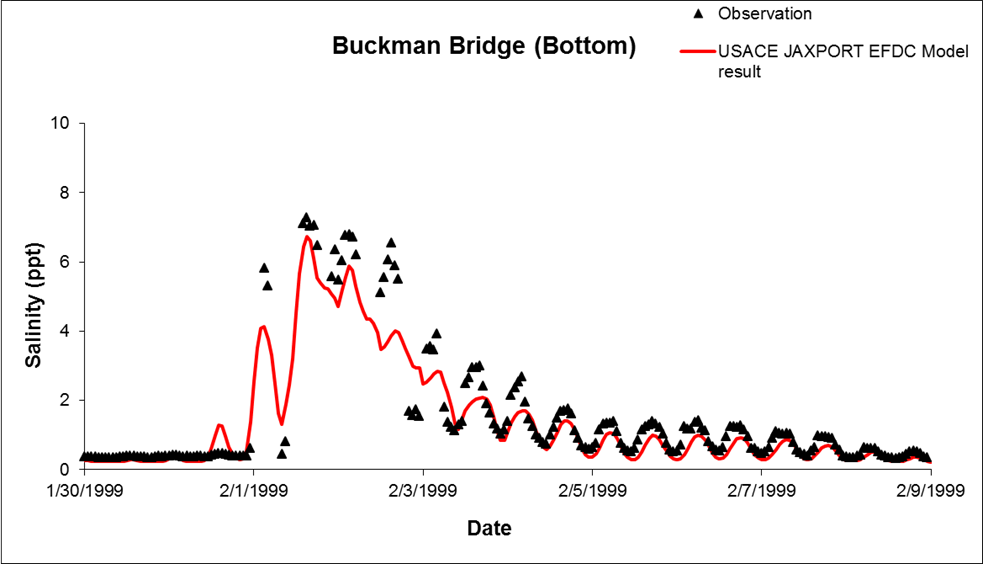 Observation
Buckman Bridge (Bottom)
USACE JAXPORT EFDC Model
result
10
8
6
4
2
0
Salinity (ppt)
1/30/1999 2/1/1999 2/3/1999 2/5/1999 2/7/1999 2/9/1999
Date